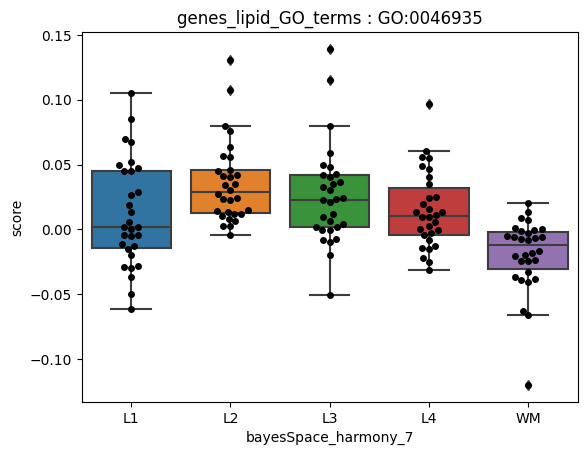 genes_lipid_GO_terms : GO:0046935
0.15
0.10
0.05
0.00
−0.05
−0.10
score
L1 L2 L3 L4 WM
bayesSpace_harmony_7